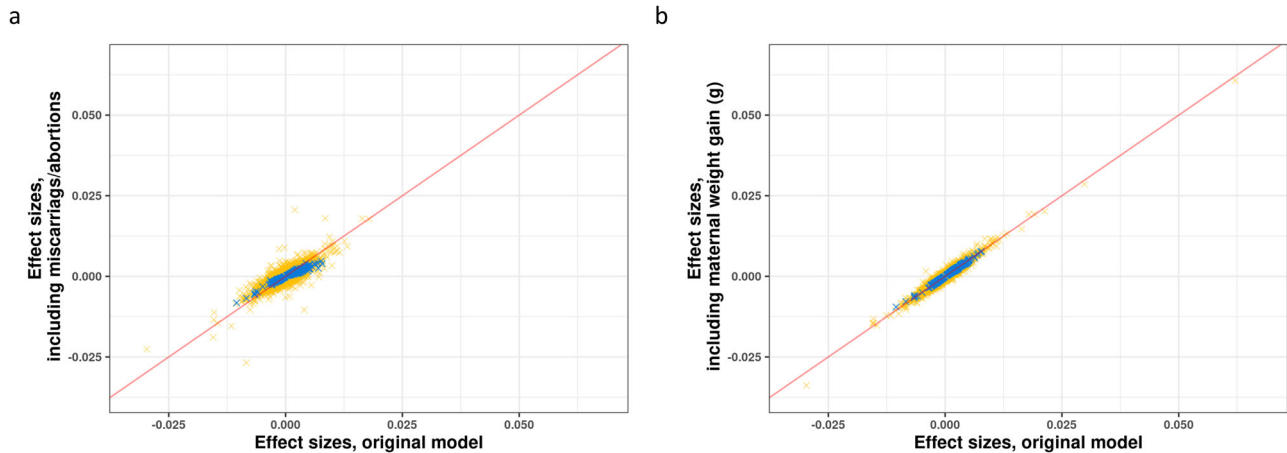 a
b
Effect sizes,
including miscarriags/abortions
0.050
0.025
0.000
-0.025
-0.025
0.000
0.025
0.050
Effect sizes, original model
Effect sizes,
including maternal weight gain (g)
0.050
0.025
0.000
-0.025
-0.025
0.000
0.025
0.050
Effect sizes, original model